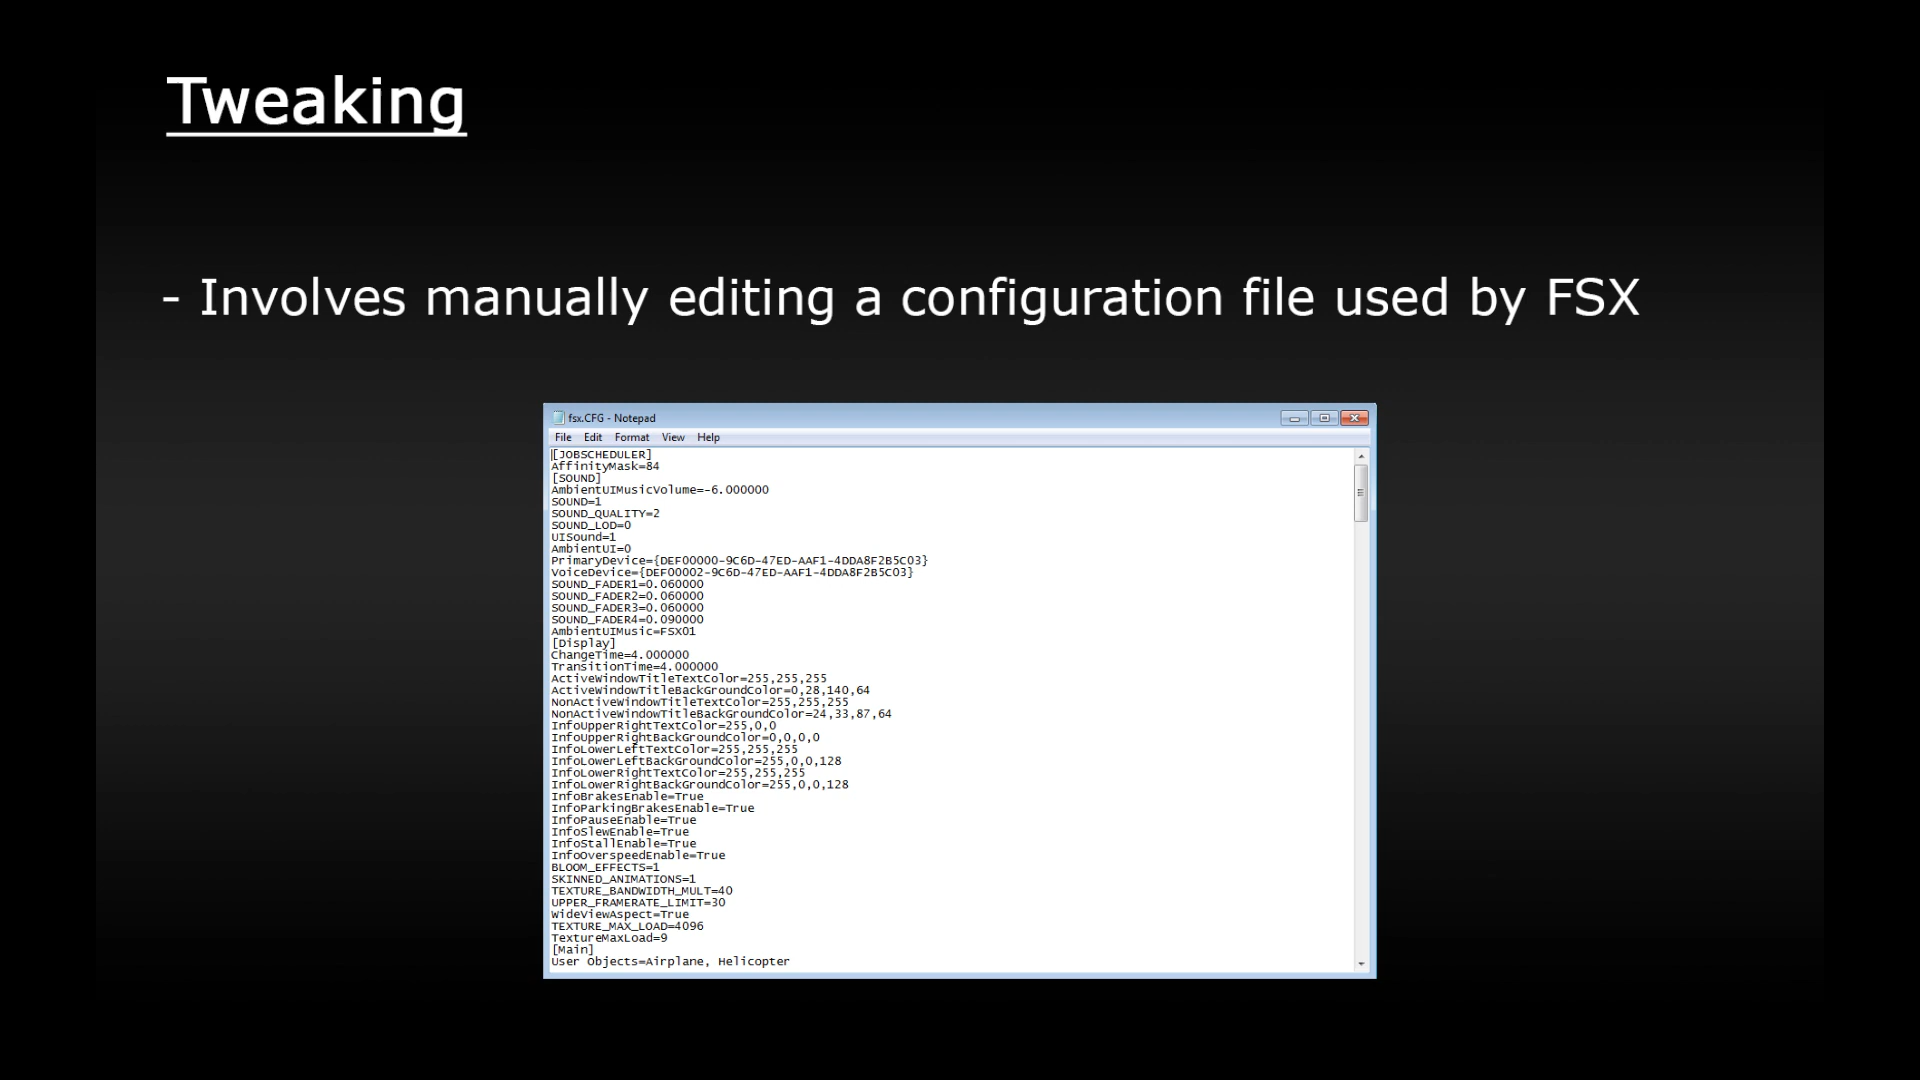 Tweaking
- Involves manually editing a configuration file used by FSX
fsx.CFG - Notepad
File Edit Format View Help
[JOBSCHEDULER]
AffinityMask=84
[SOUND]
AmbientUIMusicVolume=-6.000000
SOUND=1
SOUND_QUALITY=2
SOUND_LOD=0
UISound=1
AmbientUI=0
PrimaryDevice={DEF00000-9C6D-47ED-AAF1-4DDA8F2B5C03}
VoiceDevice={DEF00002-9C6D-47ED-AAF1-4DDA8F2B5C03}
SOUND_FADER1=0.060000
SOUND_FADER2=0.060000
SOUND_FADER3=0.060000
SOUND_FADER4=0.090000
AmbientUIMusic=FSX01
[Display]
ChangeTime=4.000000
TransitionTime=4.000000
ActiveWindowTitleTextColor=255,255,255
ActiveWindowTitleBackGroundColor=0,28,140,64
NonActiveWindowTitleTextColor=255,255,255
NonActiveWindowTitleBackGroundColor=24,33,87,64
InfoUpperRightTextColor=255,0,0
InfoUpperRightBackGroundColor=0,0,0,0
InfoLowerLeftTextColor=255,255,255
InfoLowerLeftBackGroundColor=255,0,0,128
InfoLowerRightTextColor=255,255,255
InfoLowerRightBackGroundColor=255,0,0,128
InfoBrakesEnable=True
InfoParkingBrakesEnable=True
InfoPauseEnable=True
InfoSlewEnable=True
InfoStallEnable=True
InfoOverspeedEnable=True
BLOOM_EFFECTS=1
SKINNED_ANIMATIONS=1
TEXTURE_BANDWIDTH_MULT=40
UPPER_FRAMERATE_LIMIT=30
WideViewAspect=True
TEXTURE_MAX_LOAD=4096
TextureMaxLoad=9
[Main]
User Objects=Airplane, Helicopter